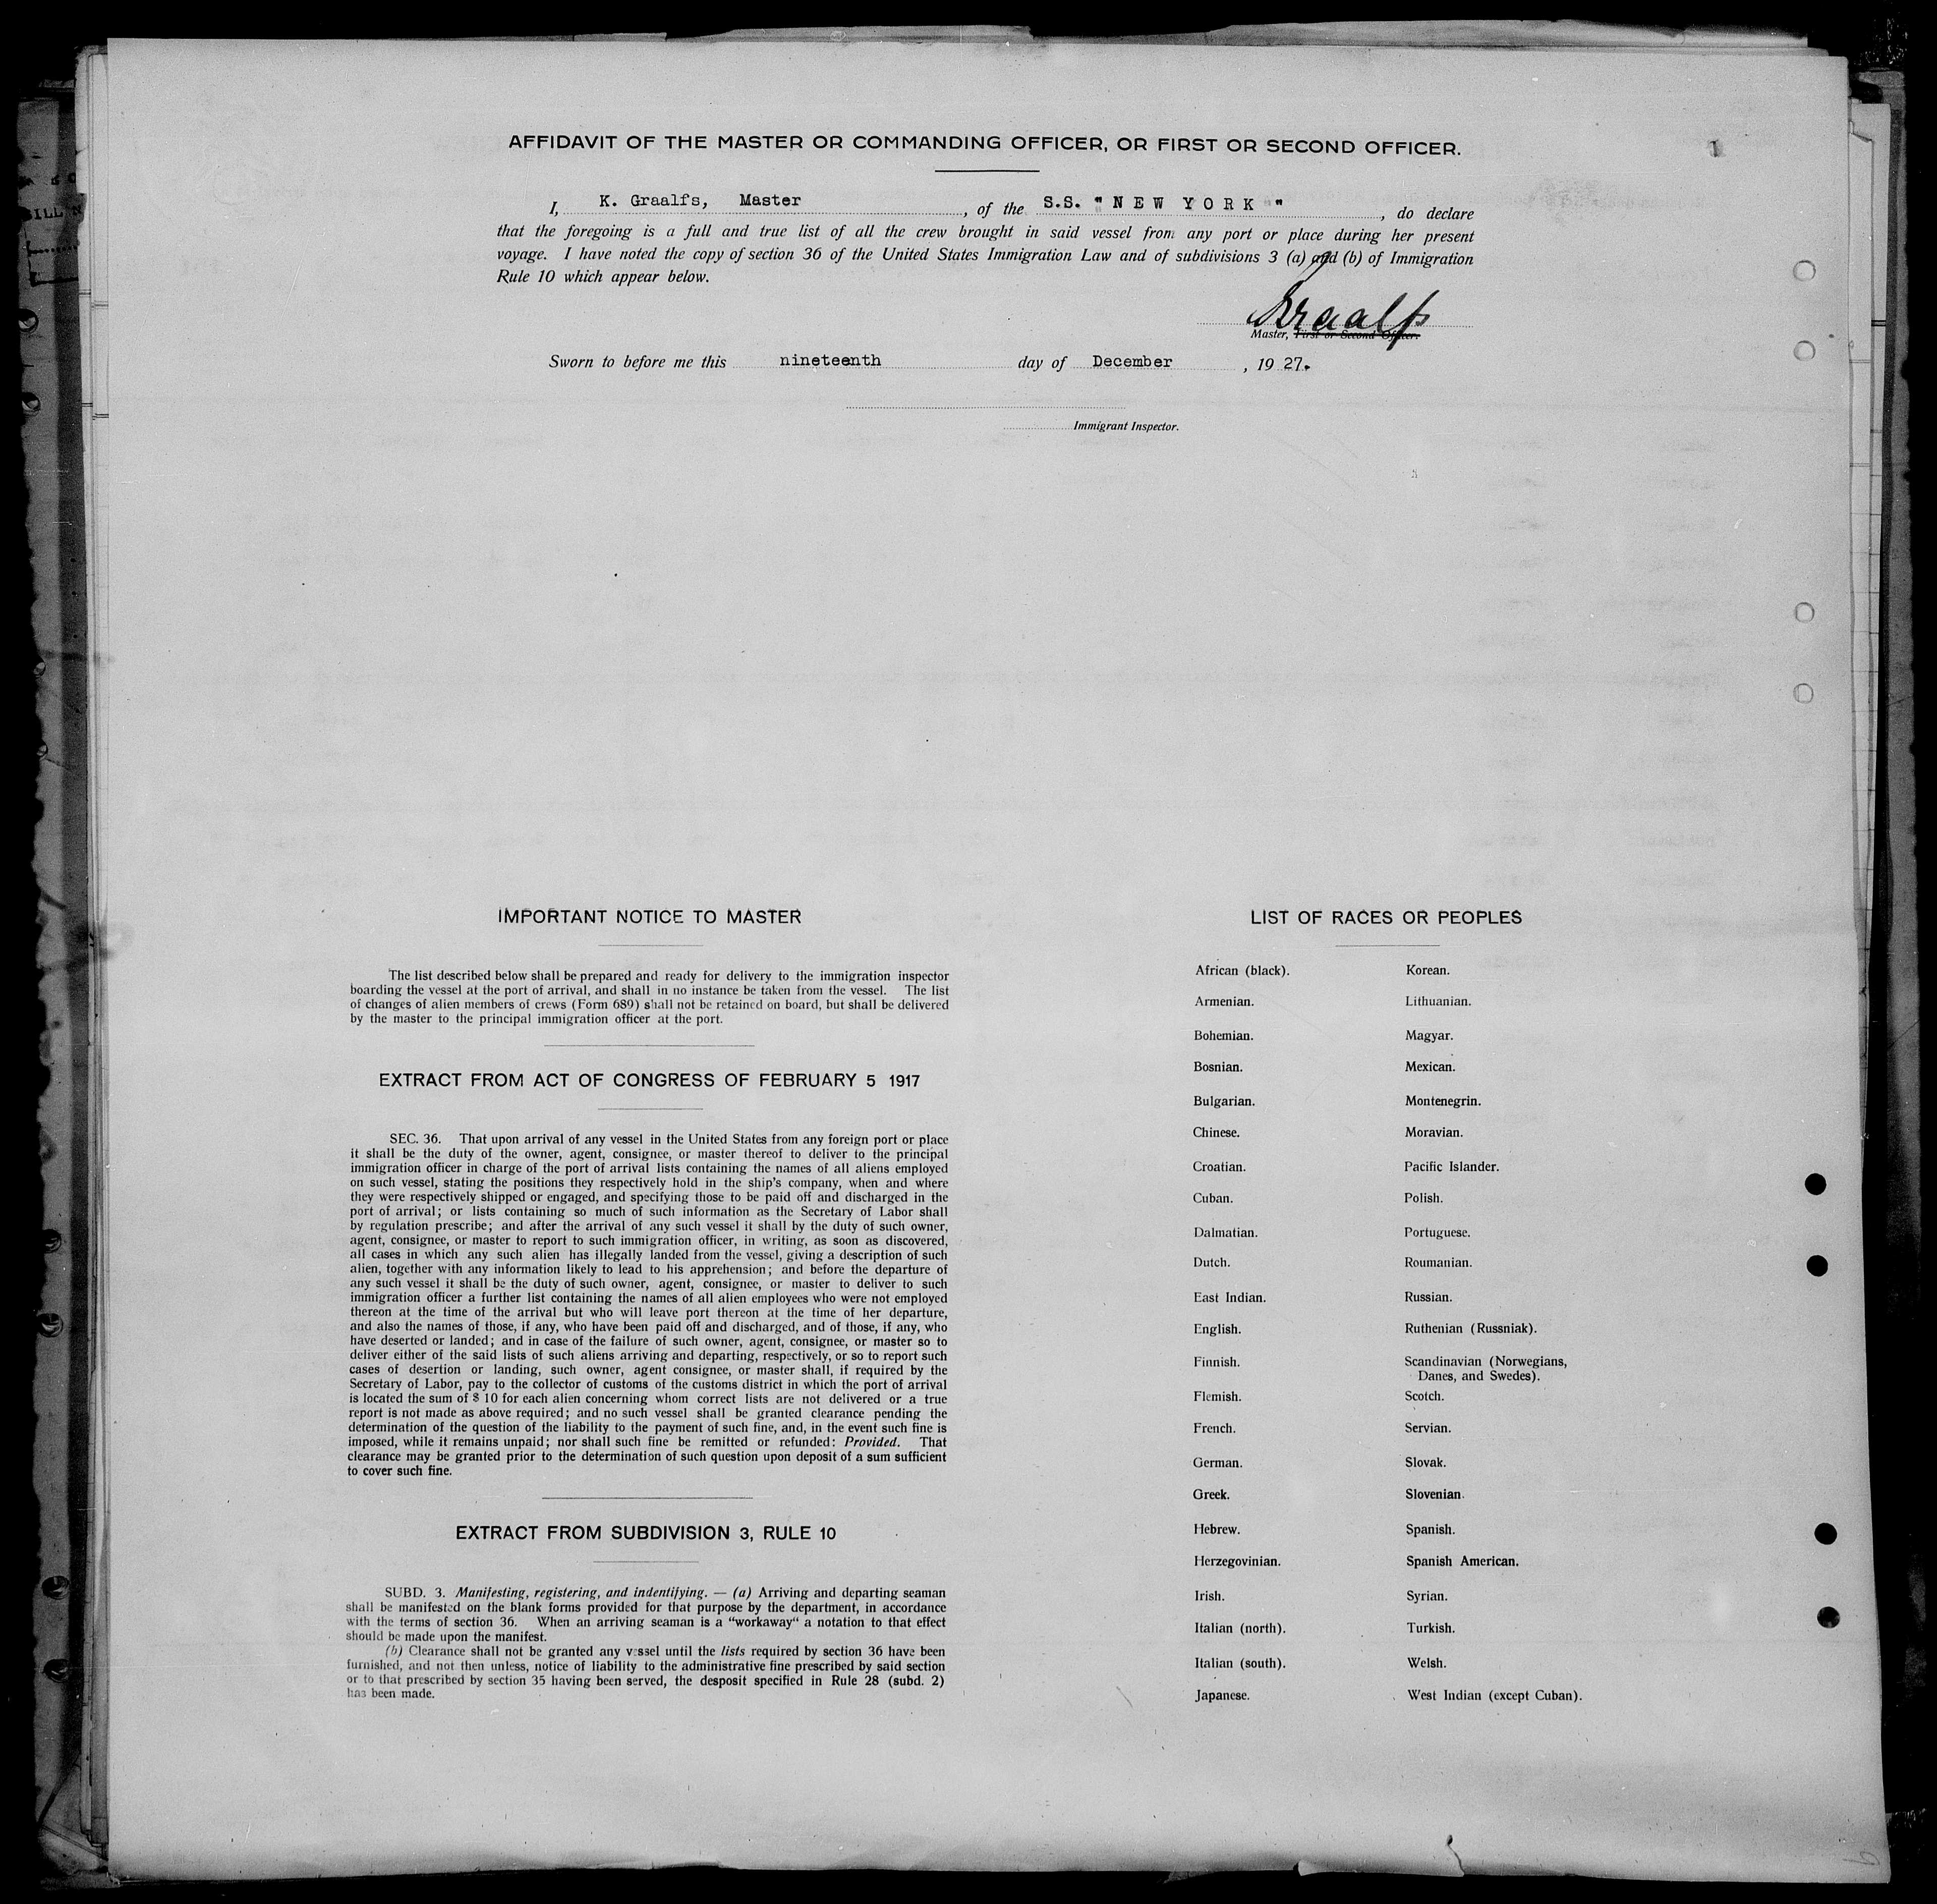 AFFIDAVIT OF THE MASTER OR COMMANDING OFFICER, OR FIRST OR SECOND OFFICER.
1
I, K. Graalfs, Master, of the S.S. "NEW YORK", do declare
that the foregoing is a full and true list of all the crew brought in said vessel from any port or place during her present
voyage. I have noted the copy of section 36 of the United States Immigration Law and of subdivisions 3 (a) and (b) of Immigration
Rule 10 which appear below.
Graalfs
Master, First or Second Officer.
Sworn to before me this nineteenth day of December, 1927.
Immigrant Inspector.
IMPORTANT NOTICE TO MASTER
The list described below shall be prepared and ready for delivery to the immigration inspector
boarding the vessel at the port of arrival, and shall in no instance be taken from the vessel. The list
of changes of alien members of crews (Form 689) shall not be retained on board, but shall be delivered
by the master to the principal immigration officer at the port.
EXTRACT FROM ACT OF CONGRESS OF FEBRUARY 5 1917
SEC. 36. That upon arrival of any vessel in the United States from any foreign port or place
it shall be the duty of the owner, agent, consignee, or master thereof to deliver to the principal
immigration officer in charge of the port of arrival lists containing the names of all aliens employed
on such vessel, stating the positions they respectively hold in the ship's company, when and where
they were respectively shipped or engaged, and specifying those to be paid off and discharged in the
port of arrival; or lists containing so much of such information as the Secretary of Labor shall
by regulation prescribe; and after the arrival of any such vessel it shall by the duty of such owner,
agent, consignee, or master to report to such immigration officer, in writing, as soon as discovered,
all cases in which any such alien has illegally landed from the vessel, giving a description of such
alien, together with any information likely to lead to his apprehension; and before the departure of
any such vessel it shall be the duty of such owner, agent, consignee, or master to deliver to such
immigration officer a further list containing the names of all alien employees who were not employed
thereon at the time of the arrival but who will leave port thereon at the time of her departure,
and also the names of those, if any, who have been paid off and discharged, and of those, if any, who
have deserted or landed; and in case of the failure of such owner, agent, consignee, or master so to
deliver either of the said lists of such aliens arriving and departing, respectively, or so to report such
cases of desertion or landing, such owner, agent consignee, or master shall, if required by the
Secretary of Labor, pay to the collector of customs of the customs district in which the port of arrival
is located the sum of $ 10 for each alien concerning whom correct lists are not delivered or a true
report is not made as above required; and no such vessel shall be granted clearance pending the
determination of the question of the liability to the payment of such fine, and, in the event such fine is
imposed, while it remains unpaid; nor shall such fine be remitted or refunded: Provided. That
clearance may be granted prior to the determination of such question upon deposit of a sum sufficient
to cover such fine.
EXTRACT FROM SUBDIVISION 3, RULE 10
SUBD. 3. Manifesting, registering, and indentifying. — (a) Arriving and departing seaman
shall be manifested on the blank forms provided for that purpose by the department, in accordance
with the terms of section 36. When an arriving seaman is a "workaway" a notation to that effect
should be made upon the manifest.
(b) Clearance shall not be granted any vessel until the lists required by section 36 have been
furnished, and not then unless, notice of liability to the administrative fine prescribed by said section
or to that prescribed by section 35 having been served, the desposit specified in Rule 28 (subd. 2)
has been made.
LIST OF RACES OR PEOPLES
African (black). Korean.
Armenian. Lithuanian.
Bohemian. Magyar.
Bosnian. Mexican.
Bulgarian. Montenegrin.
Chinese. Moravian.
Croatian. Pacific Islander.
Cuban. Polish.
Dalmatian. Portuguese.
Dutch. Roumanian.
East Indian. Russian.
English. Ruthenian (Russniak).
Finnish. Scandinavian (Norwegians,
Danes, and Swedes).
Flemish. Scotch.
French. Servian.
German. Slovak.
Greek. Slovenian.
Hebrew. Spanish.
Herzegovinian. Spanish American.
Irish. Syrian.
Italian (north). Turkish.
Italian (south). Welsh.
Japanese. West Indian (except Cuban).